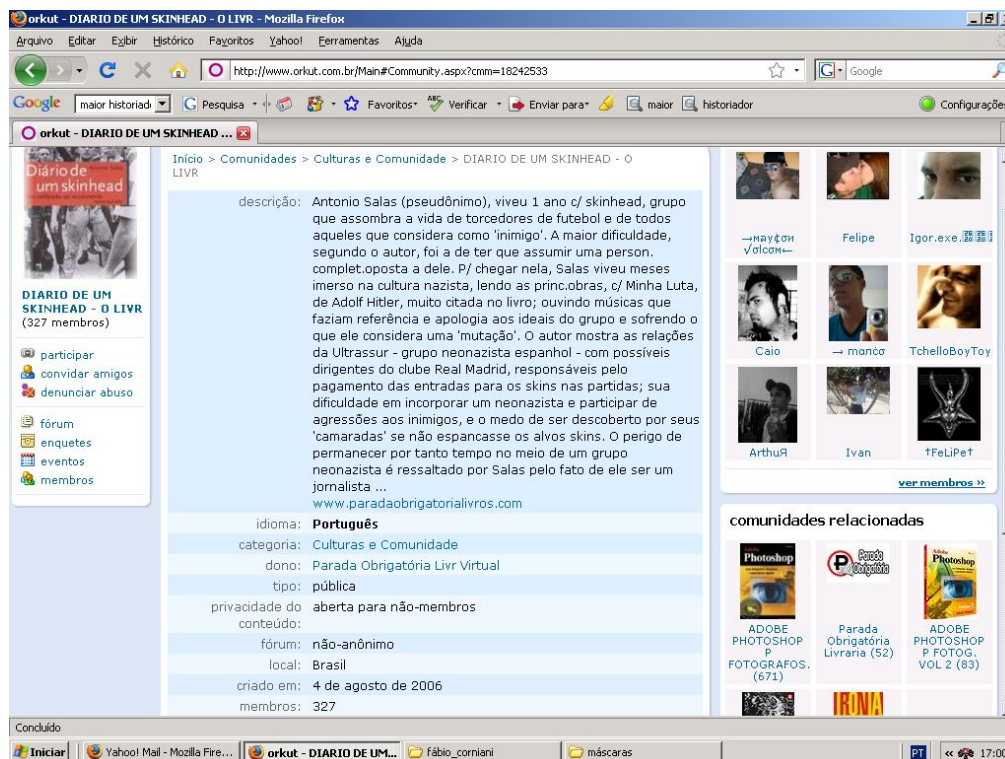 orkut - DIARIO DE UM SKINHEAD - O LIVR - Mozilla Firefox
Arquivo Editar Exibir Histórico Favoritos Yahoo! Ferramentas Ajuda
http://www.orkut.com.br/Main#Community.aspx?cmm=18242533
Google
Google maior historiad Pesquisa Favoritos Verificar Enviar para maior historiador Configurações
orkut - DIARIO DE UM SKINHEAD ...
Diário de
um skinhead
DIARIO DE UM
SKINHEAD - O LIVR
(327 membros)
participar
convidar amigos
denunciar abuso
fórum
enquetes
eventos
membros
Início > Comunidades > Culturas e Comunidade > DIARIO DE UM SKINHEAD - O
LIVR
descrição: Antonio Salas (pseudônimo), viveu 1 ano c/ skinhead, grupo
que assombra a vida de torcedores de futebol e de todos
aqueles que considera como 'inimigo'. A maior dificuldade,
segundo o autor, foi a de ter que assumir uma person.
complet.oposta a dele. P/ chegar nela, Salas viveu meses
imerso na cultura nazista, lendo as princ.obras, c/ Minha Luta,
de Adolf Hitler, muito citada no livro; ouvindo músicas que
faziam referência e apologia aos ideais do grupo e sofrendo o
que ele considera uma 'mutação'. O autor mostra as relações
da Ultrassur - grupo neonazista espanhol - com possíveis
dirigentes do clube Real Madrid, responsáveis pelo
pagamento das entradas para os skins nas partidas; sua
dificuldade em incorporar um neonazista e participar de
agressões aos inimigos, e o medo de ser descoberto por seus
'camaradas' se não espancasse os alvos skins. O perigo de
permanecer por tanto tempo no meio de um grupo
neonazista é ressaltado por Salas pelo fato de ele ser um
jornalista ...
www.paradaobrigatorialivros.com
idioma: Português
categoria: Culturas e Comunidade
dono: Parada Obrigatória Livr Virtual
tipo: pública
privacidade do aberta para não-membros
conteúdo:
fórum: não-anônimo
local: Brasil
criado em: 4 de agosto de 2006
membros: 327
Felipe Igor.exe.
Caio → mαnćo TchelloBoyToy
ArthuЯ Ivan †FeLiPe†
ver membros »
comunidades relacionadas
Adobe
Photoshop
Parada
Obrigatória
Adobe
Photoshop
ADOBE
PHOTOSHOP
P
FOTOGRAFOS.
(671)
Parada
Obrigatória
Livraria (52)
ADOBE
PHOTOSHOP
P FOTOG.
VOL 2 (83)
IRONIA
Concluído
Iniciar Yahoo! Mail - Mozilla Fire... orkut - DIARIO DE UM... fábio_corniani máscaras PT « 17:00